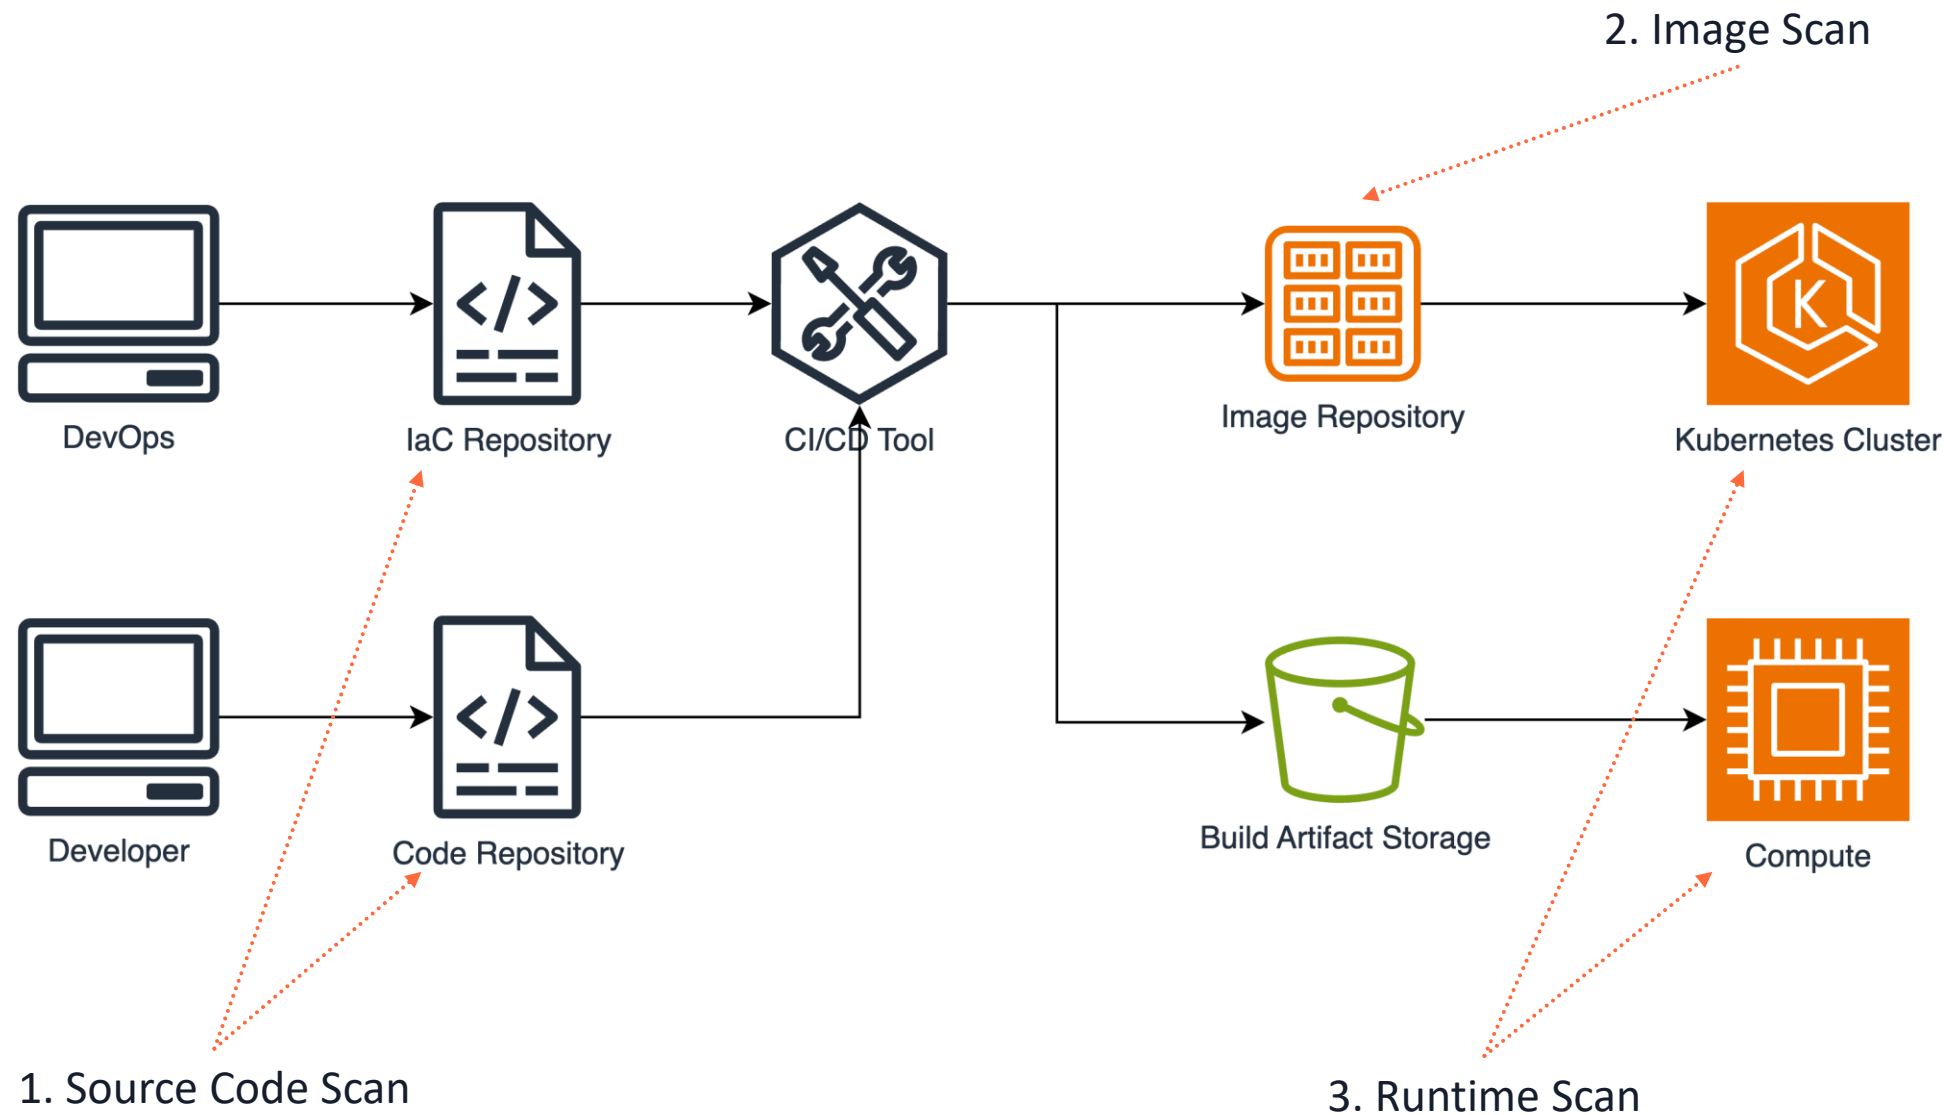 2. Image Scan
DevOps
IaC Repository
CI/CD Tool
Image Repository
K
Kubernetes Cluster
Developer
Code Repository
Build Artifact Storage
Compute
1. Source Code Scan
3. Runtime Scan